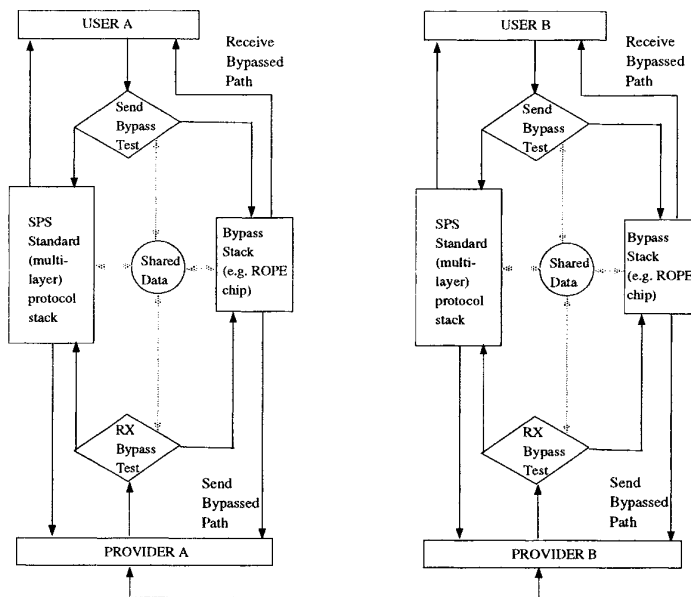 USER A
Receive
Bypassed
Path
Send
Bypass
Test
SPS
Standard
(multi-
layer)
protocol
stack
Shared
Data
Bypass
Stack
(e.g. ROPE
chip)
RX
Bypass
Test
Send
Bypassed
Path
PROVIDER A
USER B
Receive
Bypassed
Path
Send
Bypass
Test
SPS
Standard
(multi-
layer)
protocol
stack
Shared
Data
Bypass
Stack
(e.g. ROPE
chip)
RX
Bypass
Test
Send
Bypassed
Path
PROVIDER B